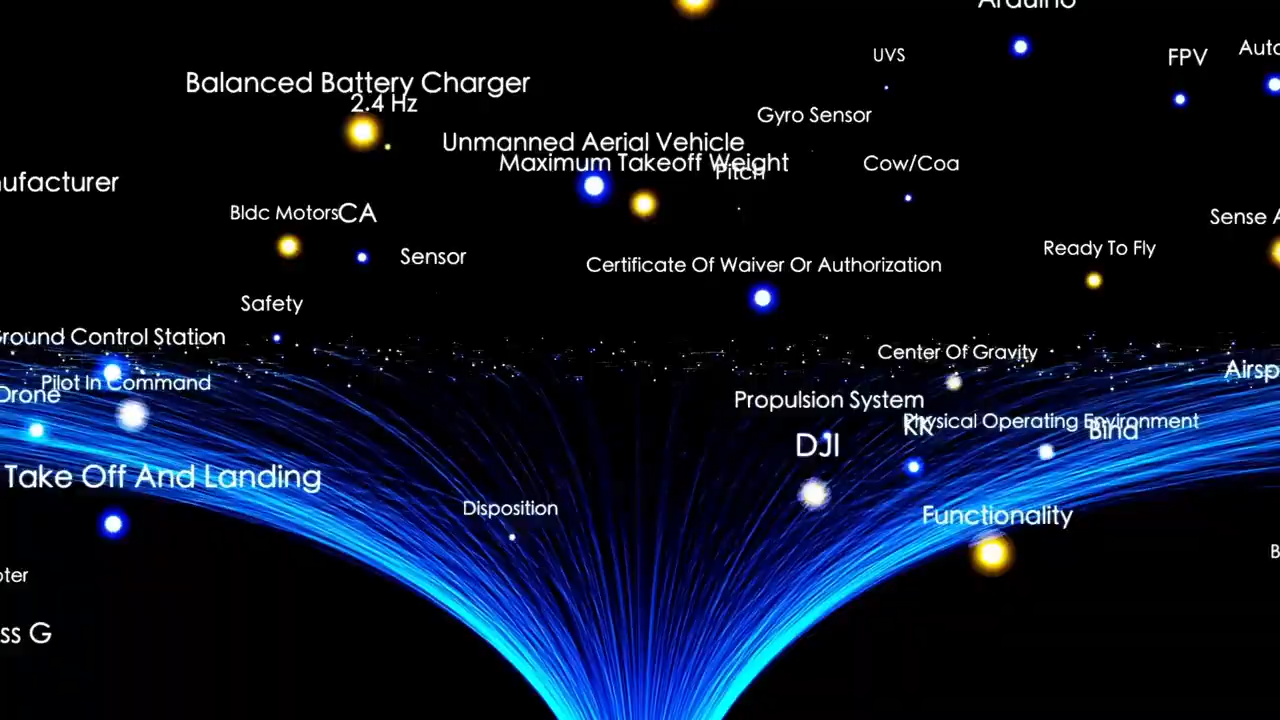 Arduino
UVS
FPV
Balanced Battery Charger
2.4 Hz
Gyro Sensor
Unmanned Aerial Vehicle
Maximum Takeoff Weight
Pitch
Cow/Coa
ufacturer
Bldc Motors
CA
Sense A
Sensor
Certificate Of Waiver Or Authorization
Ready To Fly
Safety
Ground Control Station
Center Of Gravity
Airsp
Pilot In Command
Drone
Propulsion System
Physical Operating Environment
KK
Bind
DJI
Take Off And Landing
Disposition
Functionality
ss G